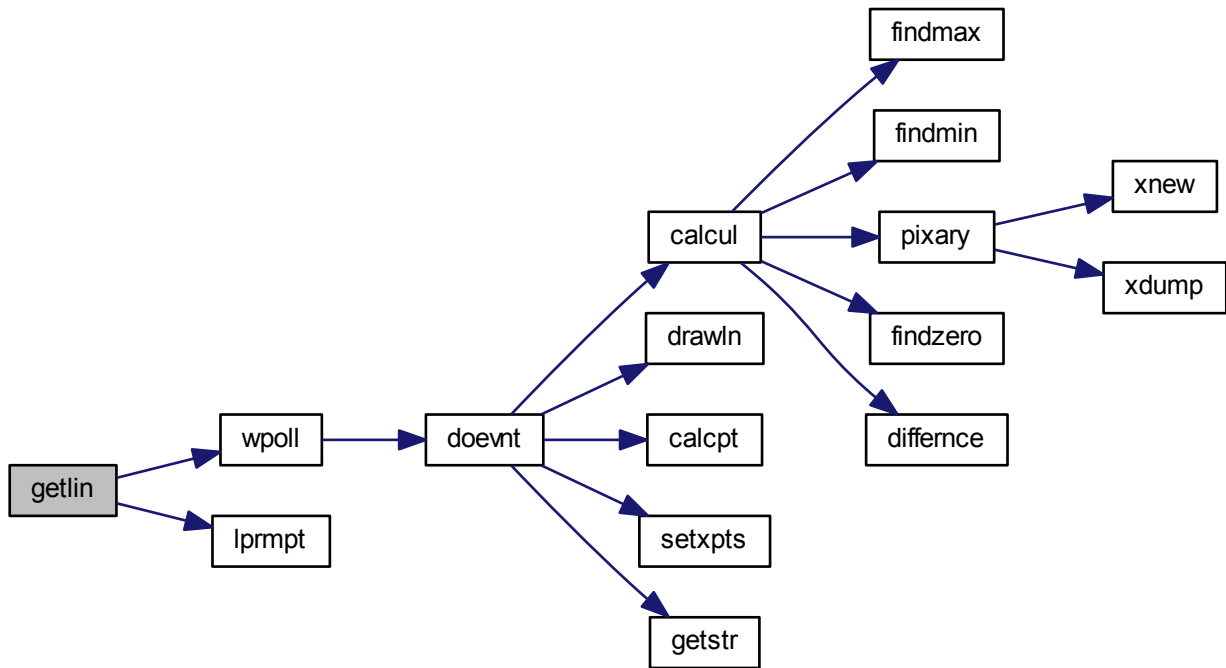 findmax
findmin
xnew
calcul
pixary
xdump
drawln
findzero
wpoll
doevnt
calcpt
differnce
getlin
lprmpt
setxpts
getstr